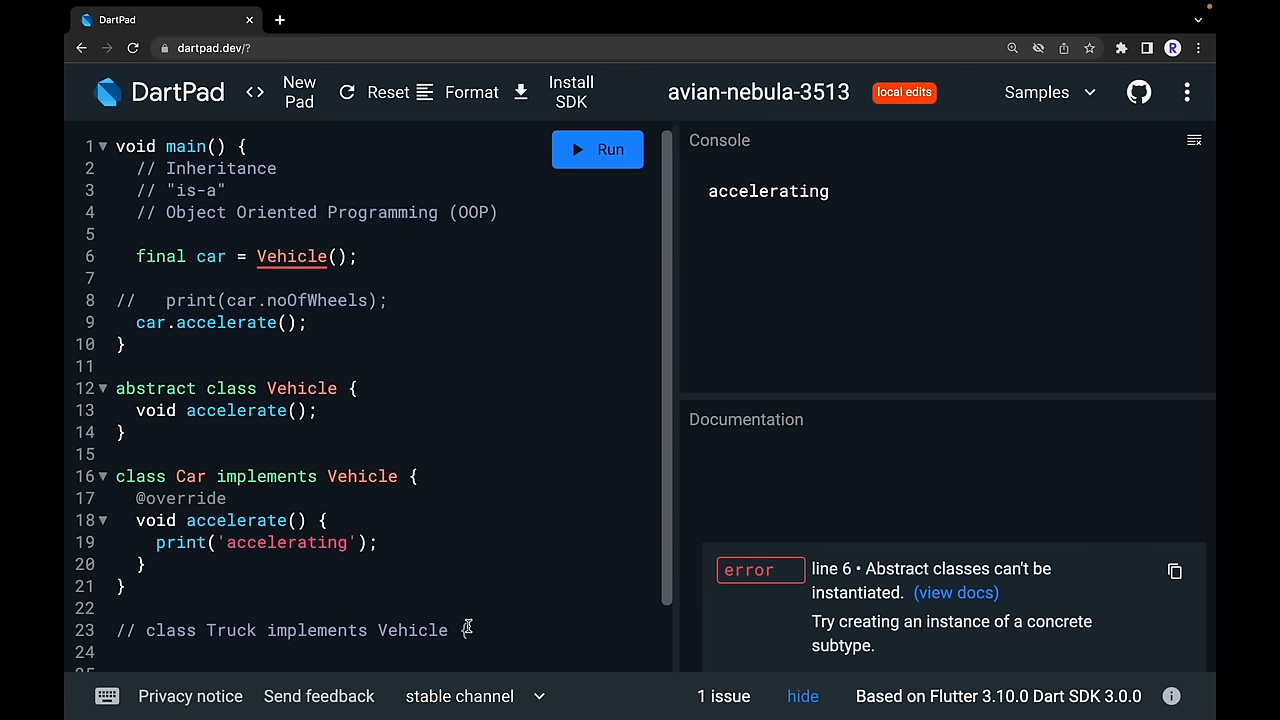 DartPad
dartpad.dev/?
R
DartPad
<> New Pad
Reset
Format
Install SDK
avian-nebula-3513
local edits
Samples
1 void main() {
2 // Inheritance
3 // "is-a"
4 // Object Oriented Programming (OOP)
5
6 final car = Vehicle();
7
8 // print(car.noOfWheels);
9 car.accelerate();
10 }
11
12 abstract class Vehicle {
13 void accelerate();
14 }
15
16 class Car implements Vehicle {
17 @override
18 void accelerate() {
19 print('accelerating');
20 }
21 }
22
23 // class Truck implements Vehicle {
24
Run
Console
accelerating
Documentation
error
line 6 • Abstract classes can't be
instantiated. (view docs)
Try creating an instance of a concrete
subtype.
Privacy notice
Send feedback
stable channel
1 issue
hide
Based on Flutter 3.10.0 Dart SDK 3.0.0